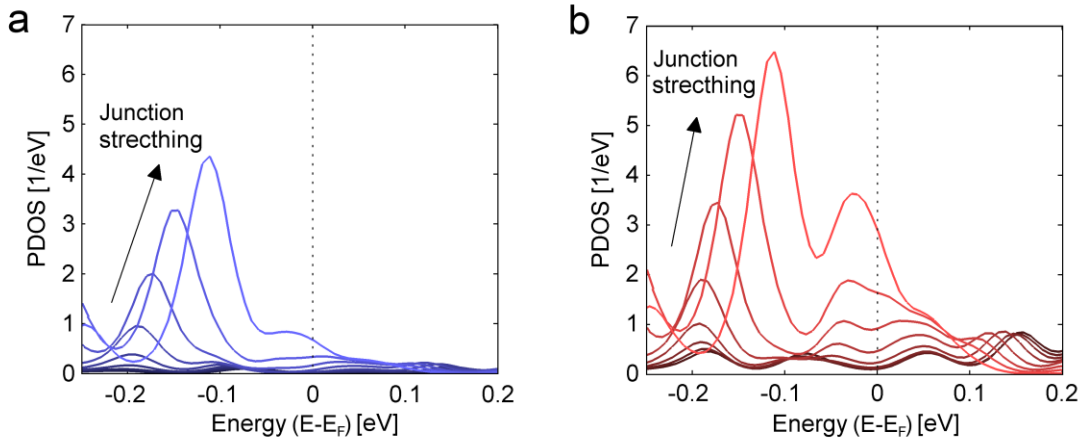 a
7
6
5
4
3
2
1
0
PDOS [1/eV]
Junction
strecthing
-0.2
-0.1
0
0.1
0.2
Energy (E-EF) [eV]
b
7
6
5
4
3
2
1
0
PDOS [1/eV]
Junction
strecthing
-0.2
-0.1
0
0.1
0.2
Energy (E-EF) [eV]